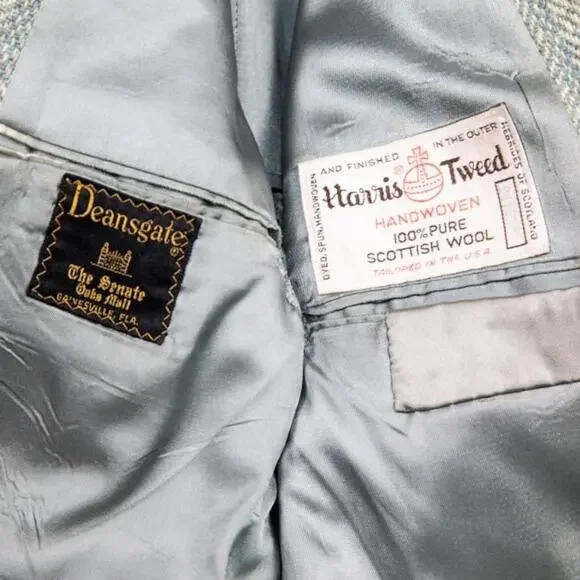 Deansgate®
The Senate
Oaks Mall
GAINESVILLE, FLA.
DYED, SPUN, HANDWOVEN
AND FINISHED IN THE OUTER
HEBRIDES OF SCOTLAND
Harris® Tweed
HANDWOVEN
100% PURE
SCOTTISH WOOL
TAILORED IN THE U.S.A.